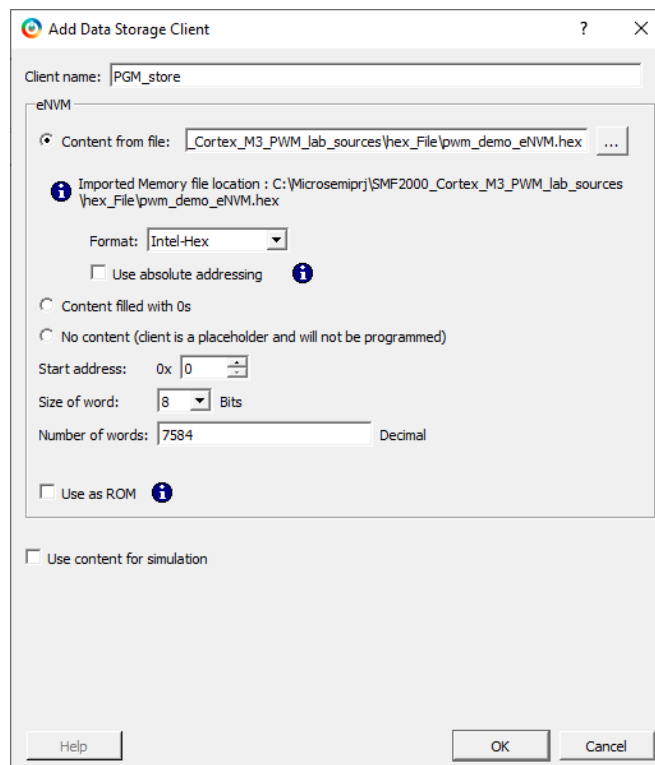 Add Data Storage Client ? X
Client name: PGM_store
eNVM
Content from file: _Cortex_M3_PWM_lab_sources\hex_File\pwm_demo_eNVM.hex ...
Imported Memory file location : C:\Microsemiprj\SMF2000_Cortex_M3_PWM_lab_sources
\hex_File\pwm_demo_eNVM.hex
Format: Intel-Hex
Use absolute addressing
Content filled with 0s
No content (client is a placeholder and will not be programmed)
Start address: 0x 0
Size of word: 8 Bits
Number of words: 7584 Decimal
Use as ROM
Use content for simulation
Help OK Cancel